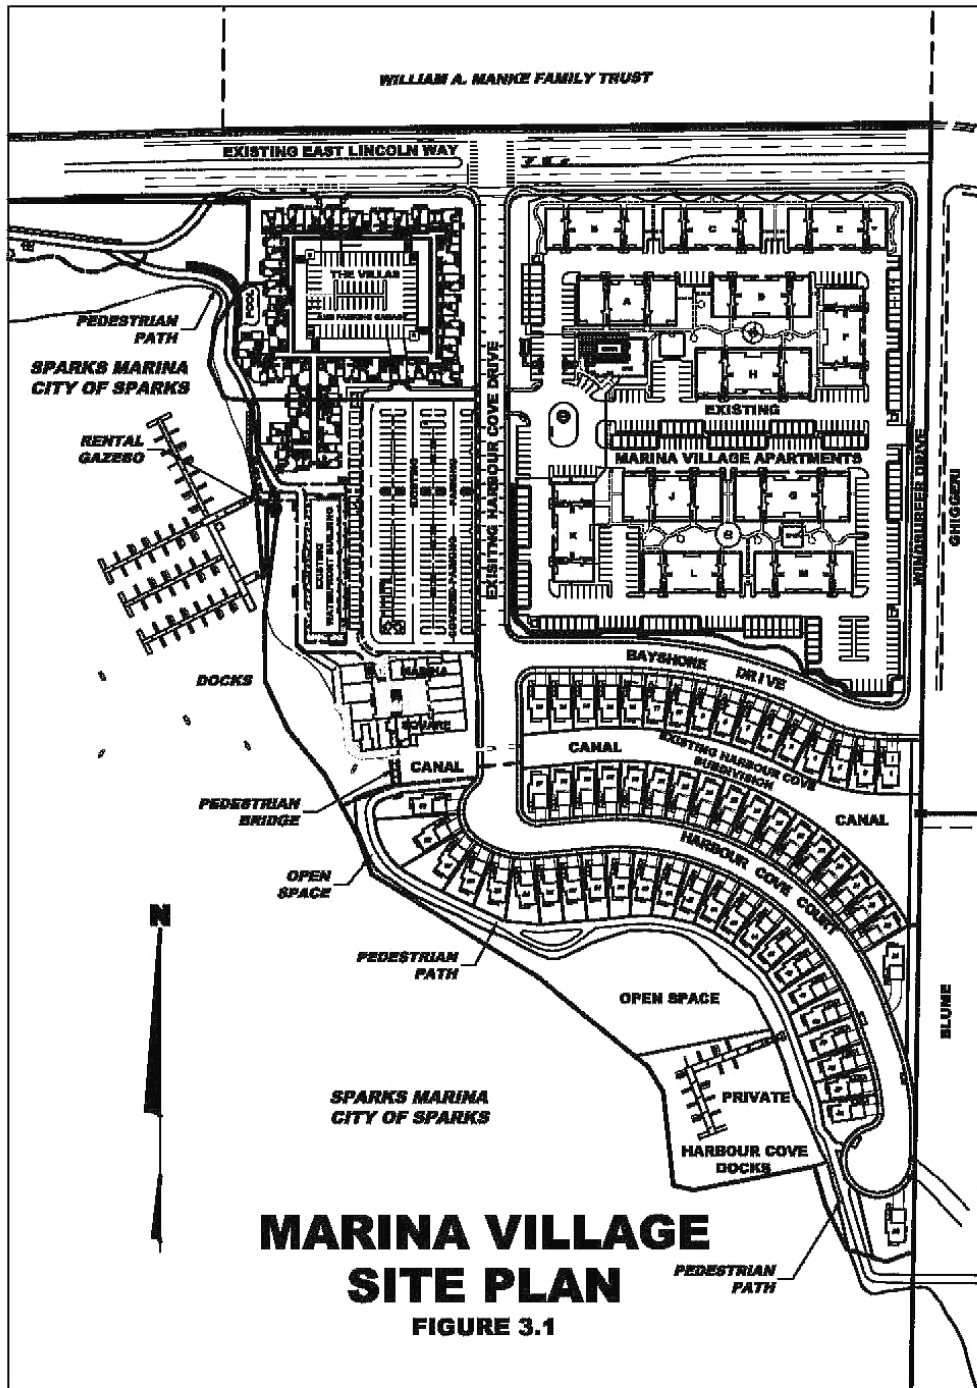 WILLIAM A. MANKE FAMILY TRUST
EXISTING EAST LINCOLN WAY
B
C
E
THE VILLAS
POOL
A
D
F
PEDESTRIAN
PATH
SPARKS MARINA
CITY OF SPARKS
H
EXISTING
MARINA VILLAGE APARTMENTS
RENTAL
GAZEBO
EXISTING HARBOUR COVE DRIVE
WINDSURFER DRIVE
GHIGGERI
J
G
K
L
M
EXISTING
WATERFRONT BUILDING
EXISTING
COVERED PARKING
PARKING
DOCKS
MARINA
SQUARE
BAYSHORE DRIVE
CANAL
CANAL
EXISTING HARBOUR COVE
SUBDIVISION
CANAL
PEDESTRIAN
BRIDGE
HARBOUR COVE COURT
OPEN
SPACE
N
PEDESTRIAN
PATH
OPEN SPACE
BLUME
SPARKS MARINA
CITY OF SPARKS
PRIVATE
HARBOUR COVE
DOCKS
MARINA VILLAGE
SITE PLAN
FIGURE 3.1
PEDESTRIAN
PATH